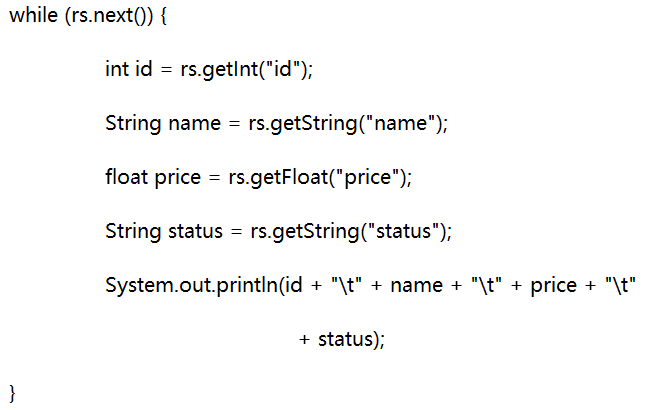 while (rs.next()) {
int id = rs.getInt("id");
String name = rs.getString("name");
float price = rs.getFloat("price");
String status = rs.getString("status");
System.out.println(id + "\t" + name + "\t" + price + "\t"
+ status);
}